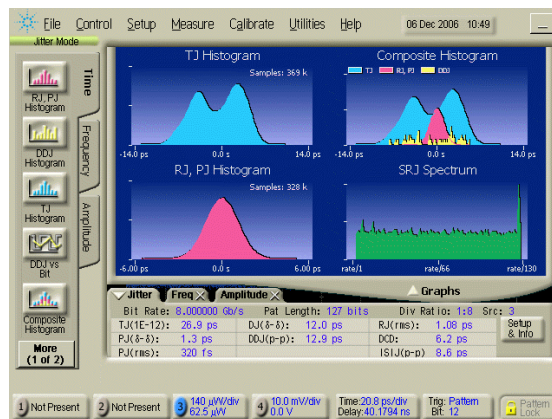 File Control Setup Measure Calibrate Utilities Help 06 Dec 2006 10:49
Jitter Mode
Time
Frequency
Amplitude
RJ, PJ
Histogram
DDJ
Histogram
TJ
Histogram
DDJ vs
Bit
Composite
Histogram
More
(1 of 2)
TJ Histogram
Samples: 369 k
-14.0 ps 0.0 s 14.0 ps
Composite Histogram
TJ RJ, PJ DDJ
-14.0 ps 0.0 s 14.0 ps
RJ, PJ Histogram
Samples: 328 k
-6.00 ps 0.0 s 6.00 ps
SRJ Spectrum
rate/1 rate/66 rate/130
Jitter Freq Amplitude Graphs
Bit Rate: 8.000000 Gb/s Pat Length: 127 bits Div Ratio: 1:8 Src: 3
TJ(1E-12): 26.9 ps DJ(δ-δ): 12.0 ps RJ(rms): 1.08 ps
PJ(δ-δ): 1.3 ps DDJ(p-p): 12.9 ps DCD: 6.2 ps
PJ(rms): 320 fs ISIJ(p-p) 8.6 ps
Setup
& Info
1 Not Present 2 Not Present 3 140 µW/div 4 10.0 mV/div Time:20.8 ps/div Trig: Pattern Pattern
62.5 µW 0.0 V Delay:40.1794 ns Bit: 12 Lock